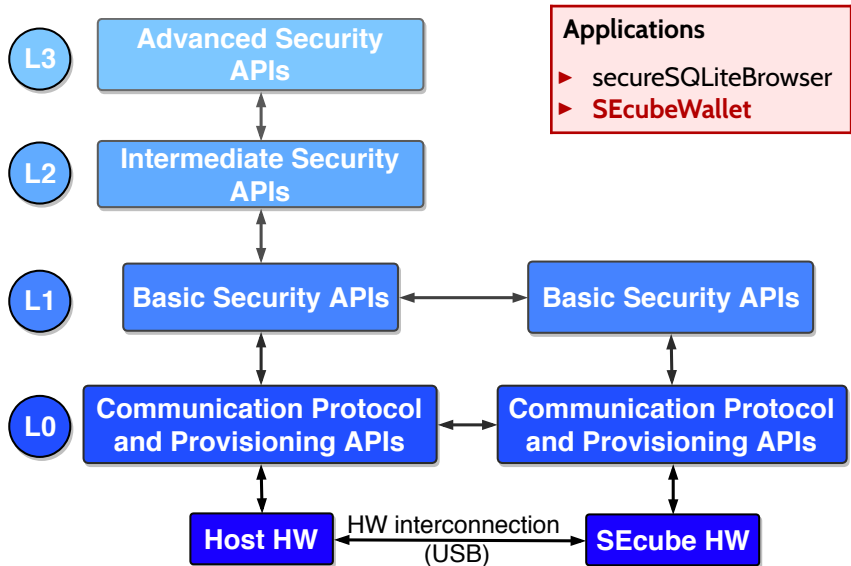 L3
Advanced Security
APIs
Applications
► secureSQLiteBrowser
► SEcubeWallet
L2
Intermediate Security
APIs
L1
Basic Security APIs
Basic Security APIs
L0
Communication Protocol
and Provisioning APIs
Communication Protocol
and Provisioning APIs
Host HW
HW interconnection
(USB)
SEcube HW